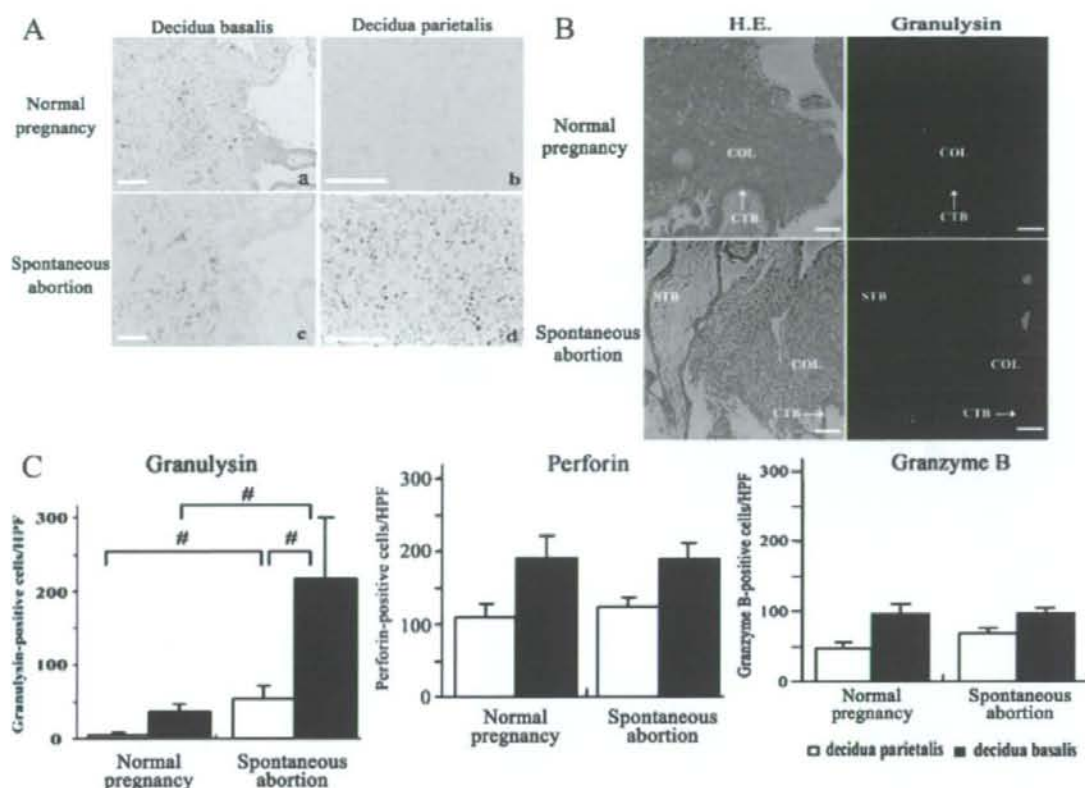 A
Decidua basalis
Decidua parietalis
Normal
pregnancy
a
b
Spontaneous
abortion
c
d
B
H.E.
Granulysin
Normal
pregnancy
COL
CTB
COL
CTB
Spontaneous
abortion
STB
COL
CTB
STB
COL
CTB
C
Granulysin
Granulysin-positive cells/HPF
300
200
100
50
0
#
#
#
Normal
pregnancy
Spontaneous
abortion
Perforin
Perforin-positive cells/HPF
300
200
100
0
Normal
pregnancy
Spontaneous
abortion
Granzyme B
Granzyme B-positive cells/HPF
300
200
100
0
Normal
pregnancy
Spontaneous
abortion
decidua parietalis
decidua basalis